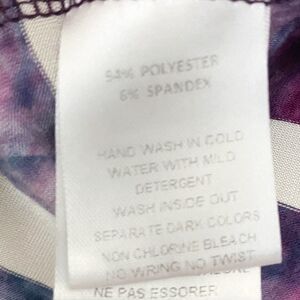 94% POLYESTER
6% SPANDEX
HAND WASH IN COLD
WATER WITH MILD
DETERGENT
WASH INSIDE OUT
SEPARATE DARK COLORS
NON CHLORINE BLEACH
NO WRING NO TWIST
NE PAS ESSORER